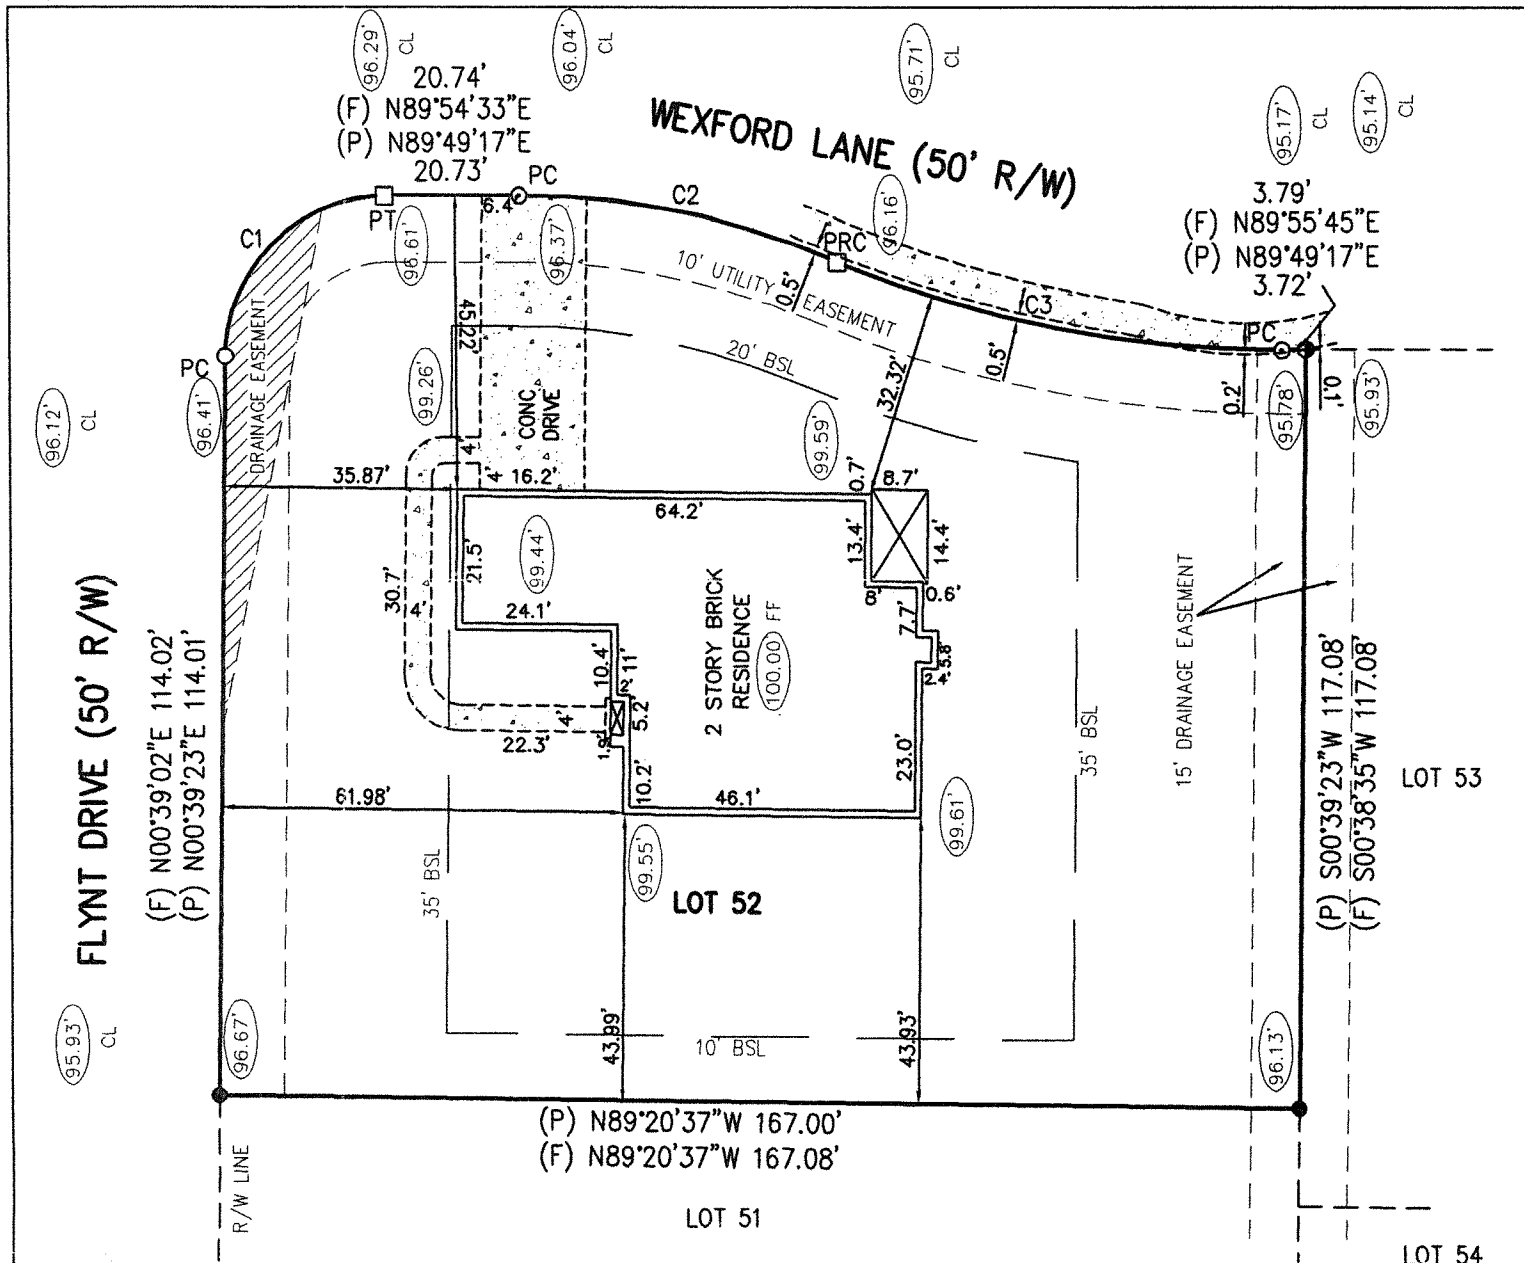 96.29'
CL
96.04'
CL
95.71'
CL
95.17'
CL
95.14'
CL
20.74'
(F) N89°54'33"E
(P) N89°49'17"E
20.73'
WEXFORD LANE (50' R/W)
3.79'
(F) N89°55'45"E
(P) N89°49'17"E
3.72'
PC
PT
C1
C2
6.4'
96.61'
96.37'
96.16'
PRC
C3
PC
10' UTILITY EASEMENT
0.5'
0.5'
0.2'
0.1'
95.78'
95.93'
DRAINAGE EASEMENT
PC
96.41'
96.12'
CL
45.22'
99.26'
CONC.
DRIVE
20' BSL
32.32'
99.59'
35.87'
4'
4'
16.2'
0.7'
8.7'
64.2'
13.4'
14.4'
21.5'
99.44'
30.7'
4'
24.1'
8'
0.6'
7.7'
5.8'
2.4'
10.4'
11'
2'
5.2'
4'
22.3'
1.9'
10.2'
2 STORY BRICK
RESIDENCE
100.00' FF
23.0'
46.1'
61.98'
99.55'
99.61'
35' BSL
35' BSL
15' DRAINAGE EASEMENT
FLYNT DRIVE (50' R/W)
(F) N00°39'02"E 114.02'
(P) N00°39'23"E 114.01'
(P) S00°39'23"W 117.08'
(F) S00°38'35"W 117.08'
LOT 53
LOT 52
95.93'
CL
96.67'
43.99'
10' BSL
43.93'
96.13'
(P) N89°20'37"W 167.00'
(F) N89°20'37"W 167.08'
R/W LINE
LOT 51
LOT 54